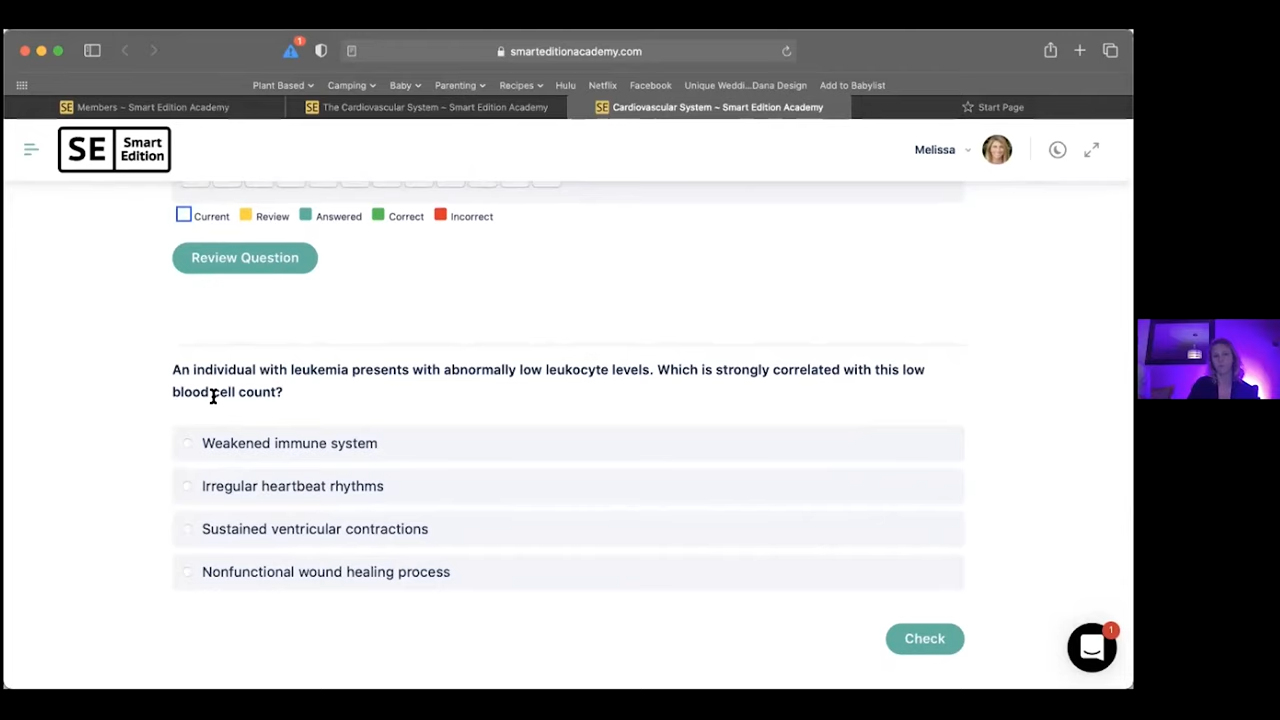 1
smarteditionacademy.com
Plant Based Camping Baby Parenting Recipes Hulu Netflix Facebook Unique Weddi...Dana Design Add to Babylist
SE Members ~ Smart Edition Academy SE The Cardiovascular System ~ Smart Edition Academy SE Cardiovascular System ~ Smart Edition Academy Start Page
SE Smart
Edition
Melissa
Current Review Answered Correct Incorrect
Review Question
An individual with leukemia presents with abnormally low leukocyte levels. Which is strongly correlated with this low
blood cell count?
Weakened immune system
Irregular heartbeat rhythms
Sustained ventricular contractions
Nonfunctional wound healing process
Check
1